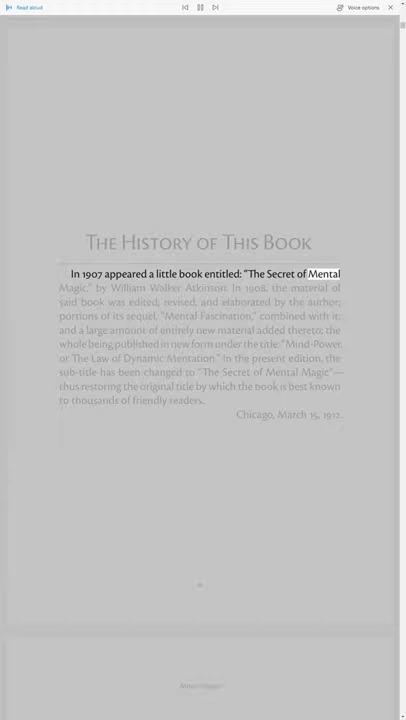 Read aloud
Voice options
The History of This Book
In 1907 appeared a little book entitled: "The Secret of Mental
Magic," by William Walker Atkinson. In 1908, the material of
said book was edited, revised, and elaborated by the author;
portions of its sequel, "Mental Fascination," combined with it;
and a large amount of entirely new material added thereto; the
whole being published in new form under the title: "Mind-Power,
or The Law of Dynamic Mentation." In the present edition, the
sub-title has been changed to "The Secret of Mental Magic"—
thus restoring the original title by which the book is best known
to thousands of friendly readers.
Chicago, March 15, 1912.